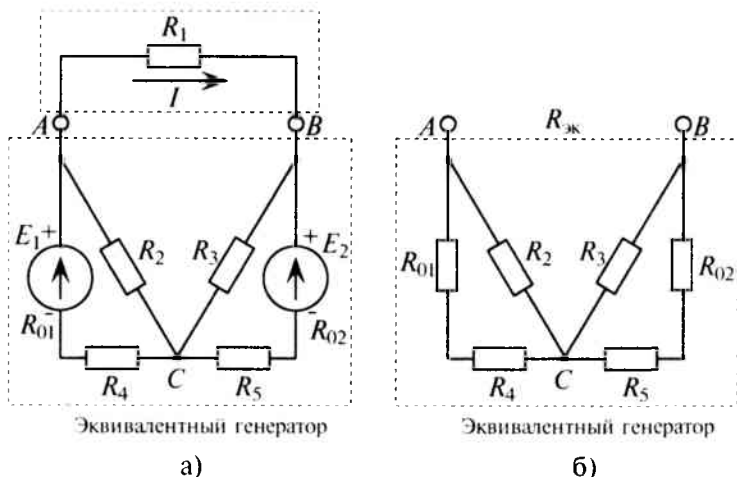 R₁
I
A B
E₁ + R₂ R₃ + E₂
R₀₁ - - R₀₂
R₄ C R₅
Эквивалентный генератор
а)
A Rэк B
R₀₁ R₂ R₃ R₀₂
R₄ C R₅
Эквивалентный генератор
б)